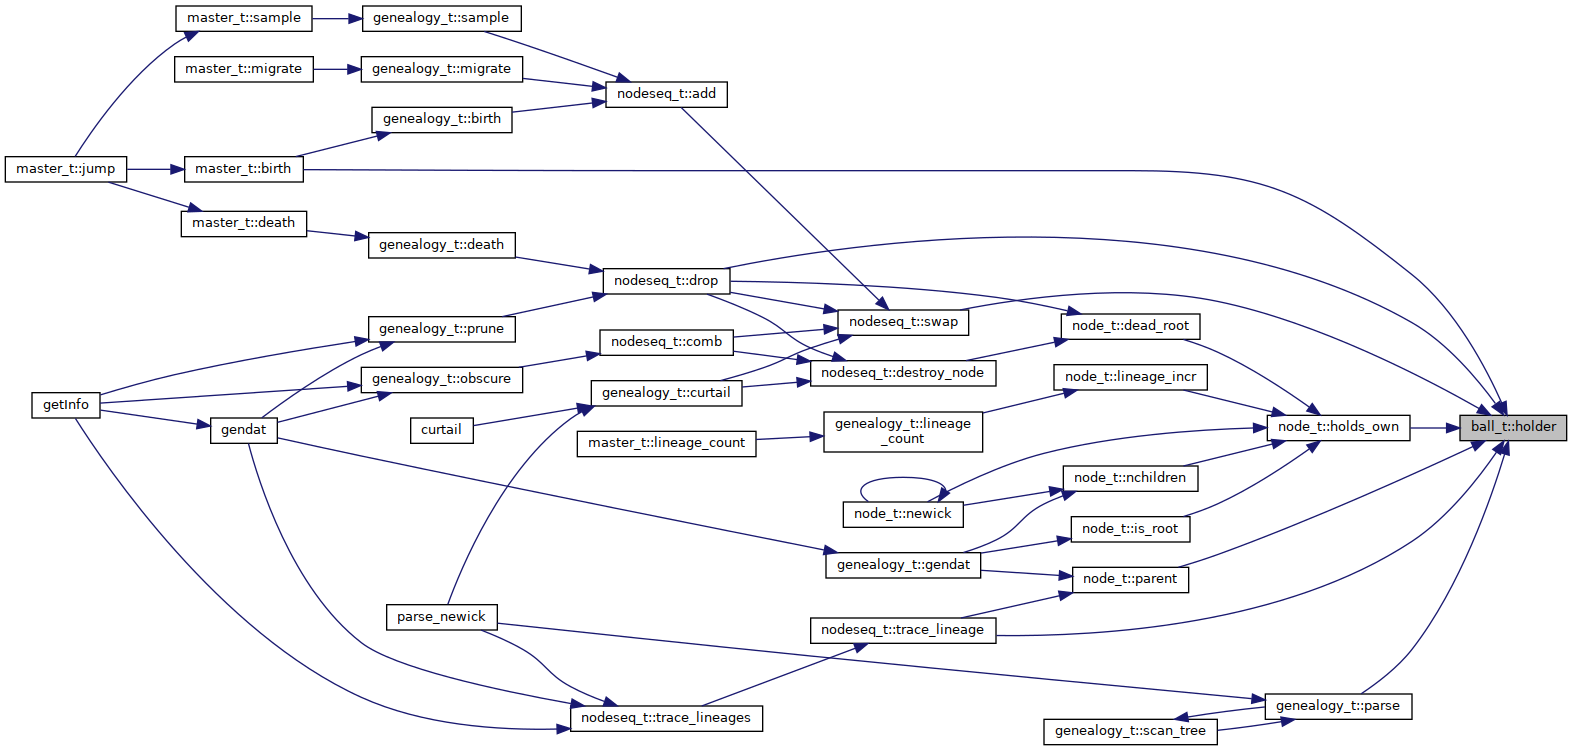 master_t::sample
genealogy_t::sample
master_t::migrate
genealogy_t::migrate
nodeseq_t::add
genealogy_t::birth
master_t::jump
master_t::birth
master_t::death
genealogy_t::death
nodeseq_t::drop
nodeseq_t::swap
node_t::dead_root
genealogy_t::prune
nodeseq_t::comb
nodeseq_t::destroy_node
node_t::lineage_incr
genealogy_t::obscure
genealogy_t::curtail
getInfo
gendat
curtail
master_t::lineage_count
genealogy_t::lineage
_count
node_t::holds_own
ball_t::holder
node_t::nchildren
node_t::newick
node_t::is_root
genealogy_t::gendat
node_t::parent
parse_newick
nodeseq_t::trace_lineage
nodeseq_t::trace_lineages
genealogy_t::parse
genealogy_t::scan_tree